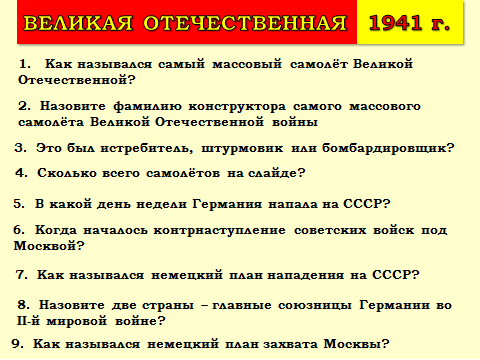 ВЕЛИКАЯ ОТЕЧЕСТВЕННАЯ 1941 г.
1. Как назывался самый массовый самолёт Великой
Отечественной?
2. Назовите фамилию конструктора самого массового
самолёта Великой Отечественной войны
3. Это был истребитель, штурмовик или бомбардировщик?
4. Сколько всего самолётов на слайде?
5. В какой день недели Германия напала на СССР?
6. Когда началось контрнаступление советских войск под
Москвой?
7. Как назывался немецкий план нападения на СССР?
8. Назовите две страны – главные союзницы Германии во
II-й мировой войне?
9. Как назывался немецкий план захвата Москвы?